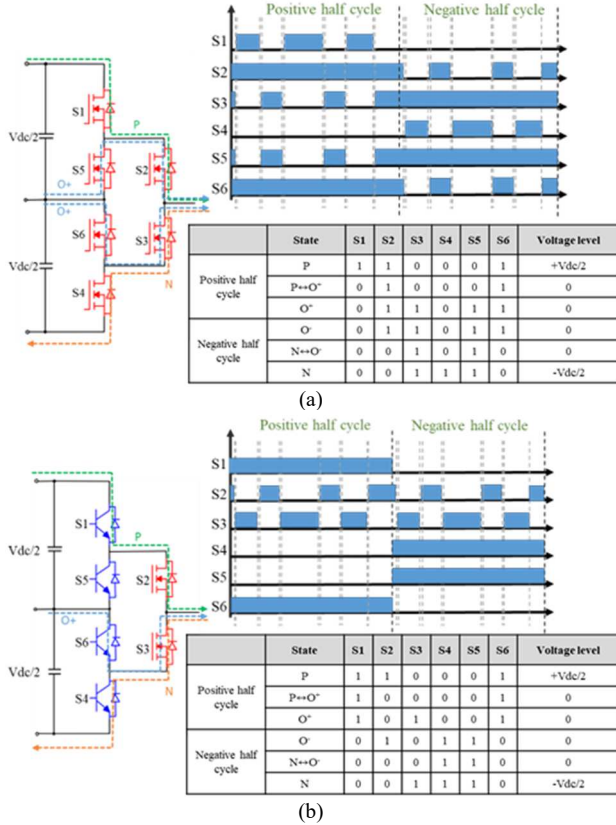 Positive half cycle Negative half cycle
S1
S2
S3
S4
S5
S6
S1
P
Vdc/2
S5
S2
O+
O+
S6
S3
Vdc/2
S4
N
State S1 S2 S3 S4 S5 S6 Voltage level
Positive half cycle
P 1 1 0 0 0 1 +Vdc/2
P↔O⁺ 0 1 0 0 0 1 0
O⁺ 0 1 1 0 1 1 0
Negative half cycle
O⁻ 0 1 1 0 1 1 0
N↔O⁻ 0 0 1 0 1 0 0
N 0 0 1 1 1 0 -Vdc/2
(a)
Positive half cycle Negative half cycle
S1
S2
S3
S4
S5
S6
S1
P
Vdc/2
S5
S2
O+
S6
S3
Vdc/2
S4
N
State S1 S2 S3 S4 S5 S6 Voltage level
Positive half cycle
P 1 1 0 0 0 1 +Vdc/2
P↔O⁺ 1 0 0 0 0 1 0
O⁺ 1 0 1 0 0 1 0
Negative half cycle
O⁻ 0 1 0 1 1 0 0
N↔O⁻ 0 0 0 1 1 0 0
N 0 0 1 1 1 0 -Vdc/2
(b)